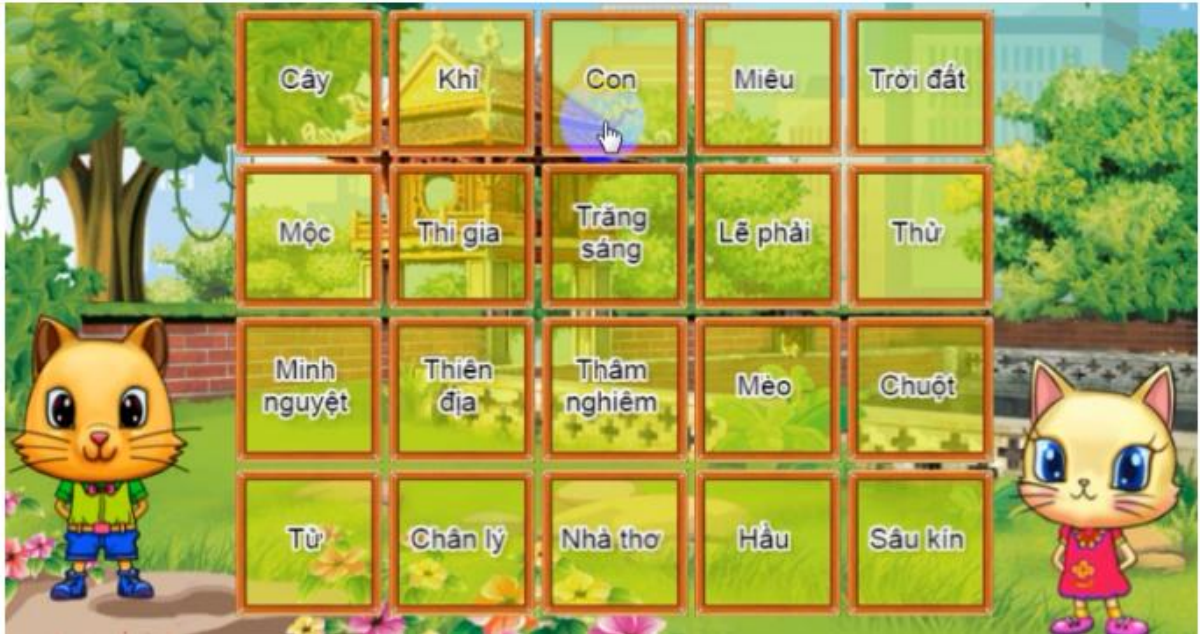 Cây
Khỉ
Con
Miêu
Trời đất
Mộc
Thi gia
Trăng
sáng
Lẽ phải
Thử
Minh
nguyệt
Thiên
địa
Thâm
nghiêm
Mèo
Chuột
Tử
Chân lý
Nhà thơ
Hầu
Sâu kín